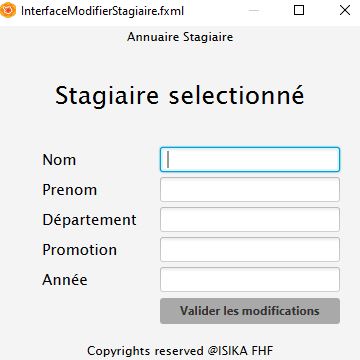 InterfaceModifierStagiaire.fxml
Annuaire Stagiaire
Stagiaire selectionné
Nom
Prenom
Département
Promotion
Année
Valider les modifications
Copyrights reserved @ISIKA FHF